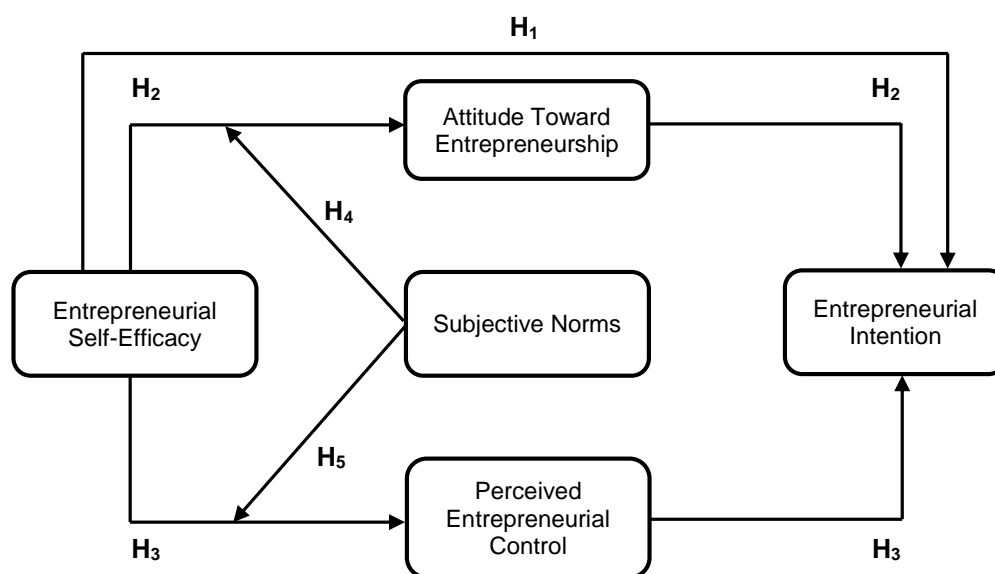 H₁
H₂
H₂
Attitude Toward
Entrepreneurship
H₄
Entrepreneurial
Self-Efficacy
Subjective Norms
Entrepreneurial
Intention
H₅
Perceived
Entrepreneurial
Control
H₃
H₃